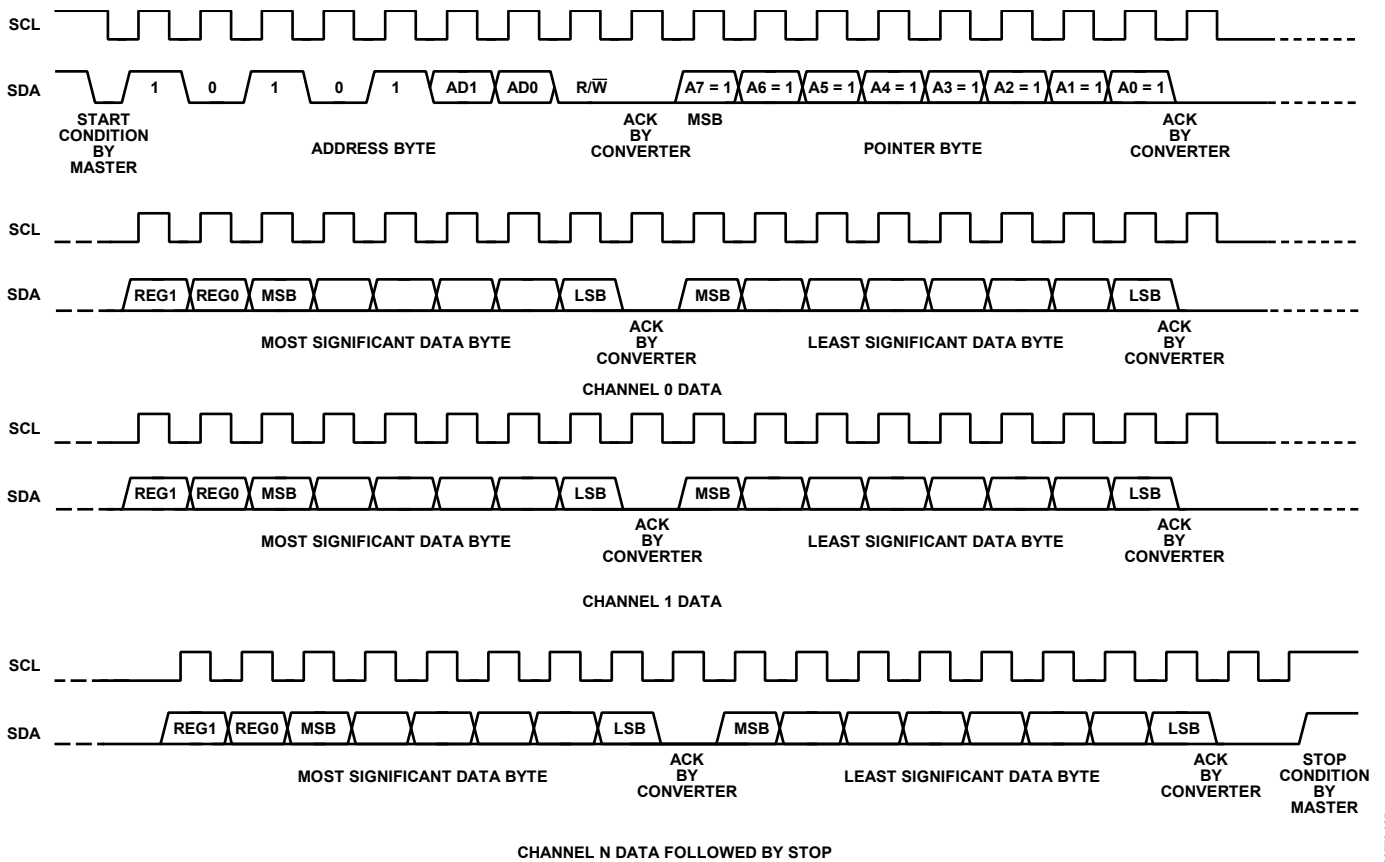 SCL
SDA
1 0 1 0 1 AD1 AD0 R/W̅ A7 = 1 A6 = 1 A5 = 1 A4 = 1 A3 = 1 A2 = 1 A1 = 1 A0 = 1
START CONDITION BY MASTER
ADDRESS BYTE
ACK BY CONVERTER
MSB
POINTER BYTE
ACK BY CONVERTER
SCL
SDA
REG1 REG0 MSB LSB MSB LSB
MOST SIGNIFICANT DATA BYTE
ACK BY CONVERTER
LEAST SIGNIFICANT DATA BYTE
ACK BY CONVERTER
CHANNEL 0 DATA
SCL
SDA
REG1 REG0 MSB LSB MSB LSB
MOST SIGNIFICANT DATA BYTE
ACK BY CONVERTER
LEAST SIGNIFICANT DATA BYTE
ACK BY CONVERTER
CHANNEL 1 DATA
SCL
SDA
REG1 REG0 MSB LSB MSB LSB
MOST SIGNIFICANT DATA BYTE
ACK BY CONVERTER
LEAST SIGNIFICANT DATA BYTE
ACK BY CONVERTER
STOP CONDITION BY MASTER
CHANNEL N DATA FOLLOWED BY STOP